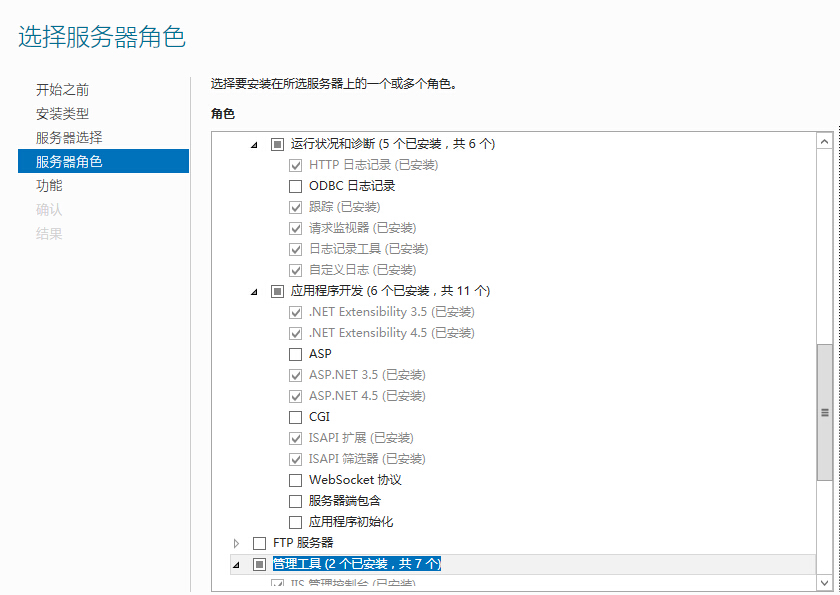 选择服务器角色
开始之前
安装类型
服务器选择
服务器角色
功能
确认
结果
选择要安装在所选服务器上的一个或多个角色。
角色
运行状况和诊断 (5 个已安装，共 6 个)
HTTP 日志记录 (已安装)
ODBC 日志记录
跟踪 (已安装)
请求监视器 (已安装)
日志记录工具 (已安装)
自定义日志 (已安装)
应用程序开发 (6 个已安装，共 11 个)
.NET Extensibility 3.5 (已安装)
.NET Extensibility 4.5 (已安装)
ASP
ASP.NET 3.5 (已安装)
ASP.NET 4.5 (已安装)
CGI
ISAPI 扩展 (已安装)
ISAPI 筛选器 (已安装)
WebSocket 协议
服务器端包含
应用程序初始化
FTP 服务器
管理工具 (2 个已安装，共 7 个)
IIS 管理控制台 (已安装)